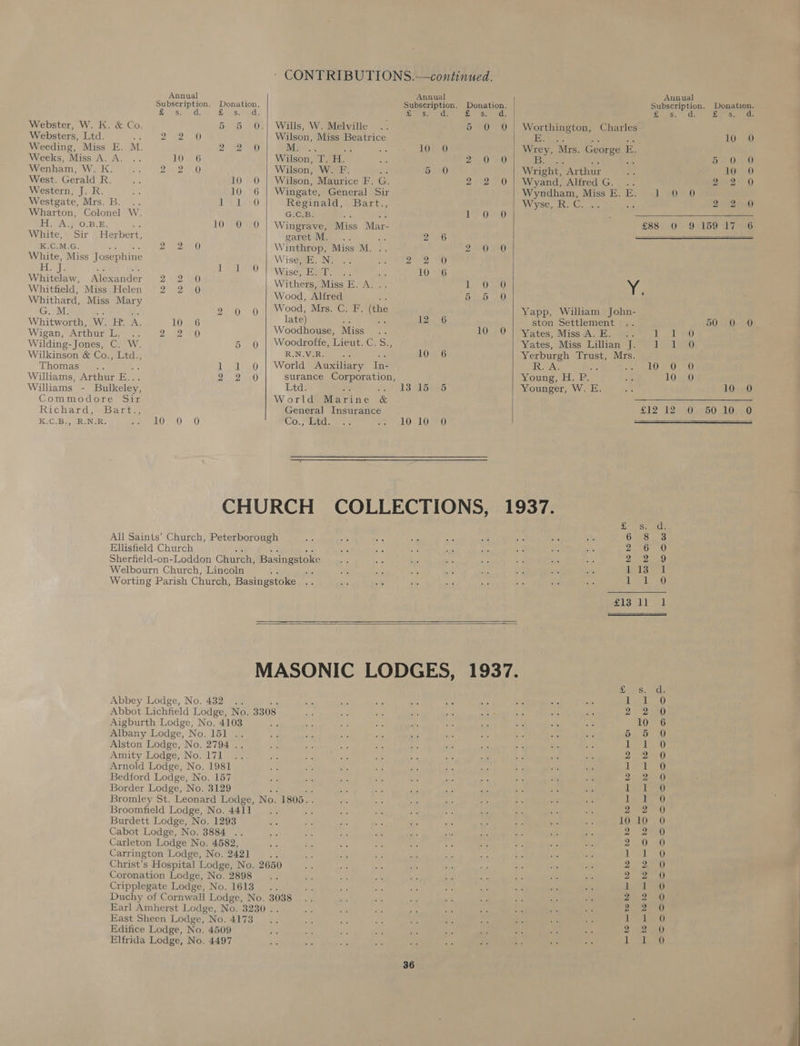 CONTRIBUTIONS.—continued.
Annual
Subscription. Donation.
£ s. d. £ s. d.
Webster, W. K. & Co. 5 5 0
Websters, Ltd. .. 2 2 0
Weeding, Miss E. M. 2 2 0
Weeks, Miss A. A. .. 10 6
Wenham, W. K. .. 2 2 0
West, Gerald R. .. 10 0
Western, J. R. .. 10 6
Westgate, Mrs. B. .. 1 1 0
Wharton, Colonel W.
H. A., O.B.E. .. 10 0 0
White, Sir Herbert,
K.C.M.G. .. .. 2 2 0
White, Miss Josephine
H. J. .. .. 1 1 0
Whitelaw, Alexander 2 2 0
Whitfield, Miss Helen 2 2 0
Whithard, Miss Mary
G. M. .. .. 2 0 0
Whitworth, W. H. A. 10 6
Wigan, Arthur L. .. 2 2 0
Wilding-Jones, C. W. 5 0
Wilkinson & Co., Ltd.,
Thomas .. .. 1 1 0
Williams, Arthur E... 2 2 0
Williams - Bulkeley,
Commodore Sir
Richard, Bart.,
K.C.B., R.N.R. .. 10 0 0
Annual
Subscription. Donation.
£ s. d. £ s. d.
Wills, W. Melville .. 5 0 0
Wilson, Miss Beatrice
M. .. .. 10 0
Wilson, T. H. .. 2 0 0
Wilson, W. F. .. 5 0
Wilson, Maurice F. G. 2 2 0
Wingate, General Sir
Reginald, Bart.,
G.C.B. .. .. 1 0 0
Wingrave, Miss Mar-
garet M. .. .. 2 6
Winthrop, Miss M. .. 2 0 0
Wise, E. N. .. .. 2 2 0
Wise, E. T. .. .. 10 6
Withers, Miss E. A. .. 1 0 0
Wood, Alfred .. 5 5 0
Wood, Mrs. C. F. (the
late) .. .. 12 6
Woodhouse, Miss .. 10 0
Woodroffe, Lieut. C. S.,
R.N.V.R. .. .. 10 6
World Auxiliary In-
surance Corporation,
Ltd. .. .. 13 15 5
World Marine &
General Insurance
Co., Ltd. .. .. 10 10 0
Annual
Subscription. Donation.
£ s. d. £ s. d.
Worthington, Charles
E. .. .. .. 10 0
Wrey, Mrs. George E.
B. .. .. .. 5 0 0
Wright, Arthur .. 10 0
Wyand, Alfred G. .. 2 2 0
Wyndham, Miss E. E. 1 0 0
Wyse, R. C. .. .. 2 2 0
£88 0 9 159 17 6
Y.
Yapp, William John-
ston Settlement .. 50 0 0
Yates, Miss A. E. .. 1 1 0
Yates, Miss Lillian J. 1 1 0
Yerburgh Trust, Mrs.
R. A. .. .. 10 0 0
Young, H. P. .. 10 0
Younger, W. E. .. 10 0
£12 12 0 50 10 0
CHURCH COLLECTIONS, 1937.
£ s. d.
All Saints' Church, Peterborough 6 8 3
Ellisfield Church 2 6 0
Sherfield-on-Loddon Church, Basingstoke 2 2 9
Welbourn Church, Lincoln 1 13 1
Worting Parish Church, Basingstoke .. 1 1 0
£13 11 1
MASONIC LODGES, 1937.
£ s. d.
Abbey Lodge, No. 432 .. 1 1 0
Abbot Lichfield Lodge, No. 3308 2 2 0
Aigburth Lodge, No. 4103 10 6
Albany Lodge, No. 151 .. 5 5 0
Alston Lodge, No. 2794 .. 1 1 0
Amity Lodge, No. 171 .. 2 2 0
Arnold Lodge, No. 1981 1 1 0
Bedford Lodge, No. 157 2 2 0
Border Lodge, No. 3129 1 1 0
Bromley St. Leonard Lodge, No. 1805.. 1 1 0
Broomfield Lodge, No. 4411 .. 2 2 0
Burdett Lodge, No. 1293 10 10 0
Cabot Lodge, No. 3884 .. 2 2 0
Carleton Lodge No. 4582, 2 0 0
Carrington Lodge, No. 2421 .. 1 1 0
Christ's Hospital Lodge, No. 2650 2 2 0
Coronation Lodge, No. 2898 .. 2 2 0
Cripplegate Lodge, No. 1613 .. 1 1 0
Duchy of Cornwall Lodge, No. 3038 .. 2 2 0
Earl Amherst Lodge, No. 3230 .. 2 2 0
East Sheen Lodge, No. 4173 .. 1 1 0
Edifice Lodge, No. 4509 2 2 0
Elfrida Lodge, No. 4497 1 1 0
36